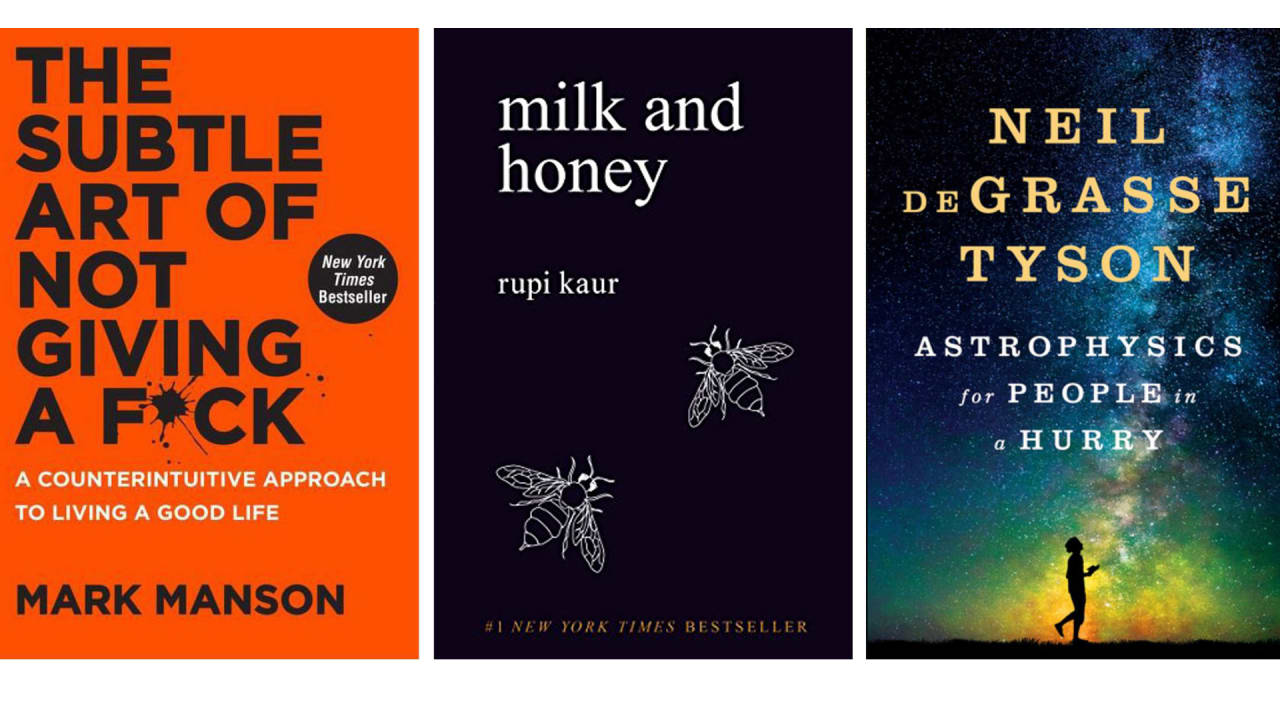 THE
SUBTLE
ART OF
NOT
GIVING
A F*CK
New York
Times
Bestseller
A COUNTERINTUITIVE APPROACH
TO LIVING A GOOD LIFE
MARK MANSON
milk and
honey
rupi kaur
#1 NEW YORK TIMES BESTSELLER
NEIL
DEGRASSE
TYSON
ASTROPHYSICS
for PEOPLE in
a HURRY